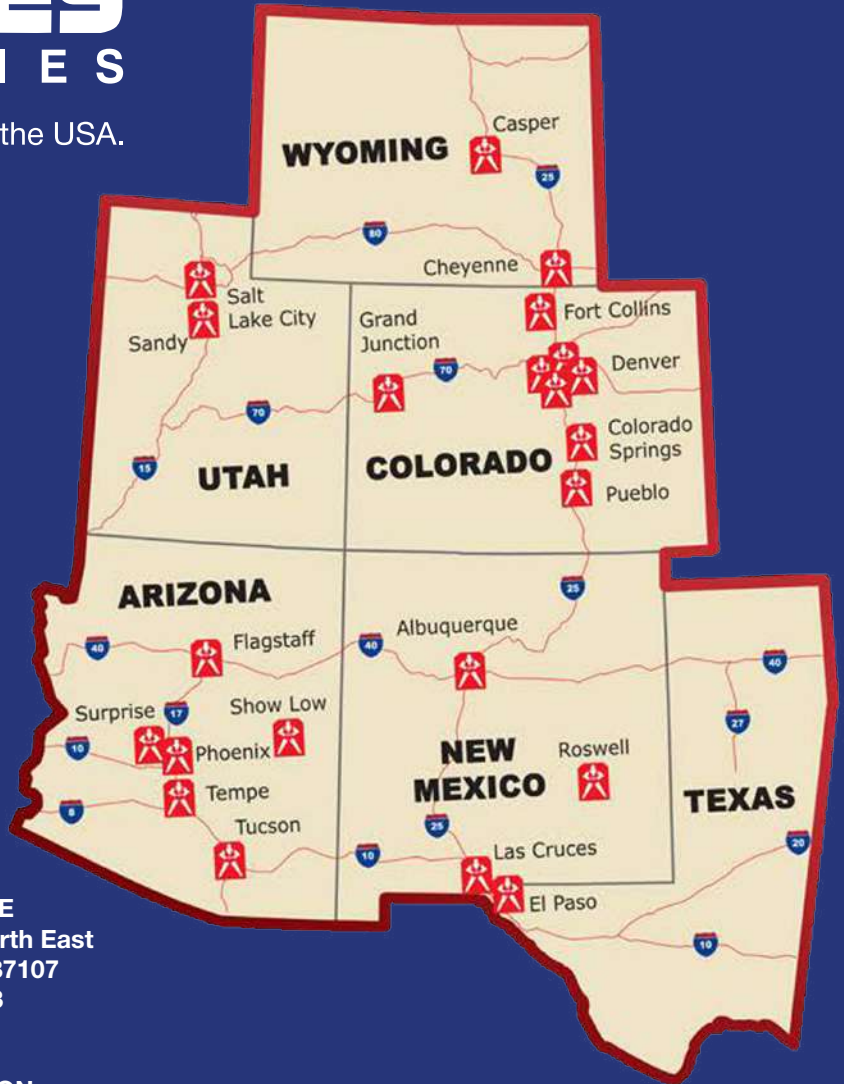 ES
IES
the USA.
WYOMING
Casper
25
80
Cheyenne
Salt
Lake City
Sandy
Grand
Junction
Fort Collins
70
Denver
70
Colorado
Springs
15
UTAH
COLORADO
Pueblo
ARIZONA
25
Albuquerque
Flagstaff
40
40
40
Surprise
17
Show Low
27
10
Phoenix
NEW
MEXICO
Roswell
Tempe
8
TEXAS
Tucson
25
20
10
Las Cruces
El Paso
10
E
rth East
87107